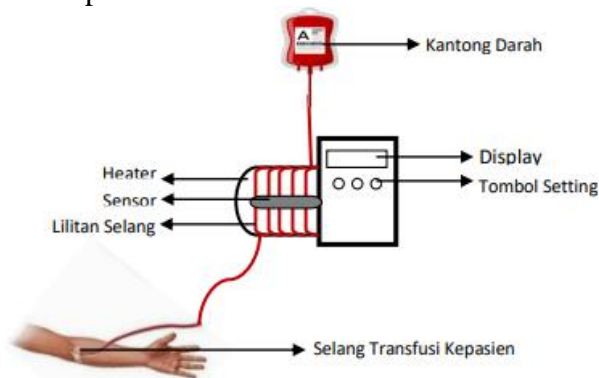 A
Kantong Darah
Display
Heater
Tombol Setting
Sensor
Lilitan Selang
Selang Transfusi Kepasien